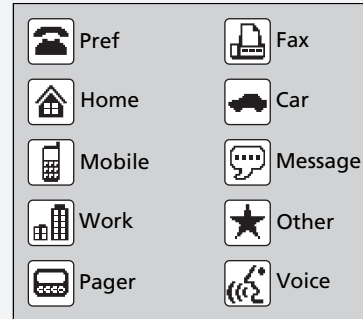 Pref
Fax
Home
Car
Mobile
Message
Work
Other
Pager
Voice